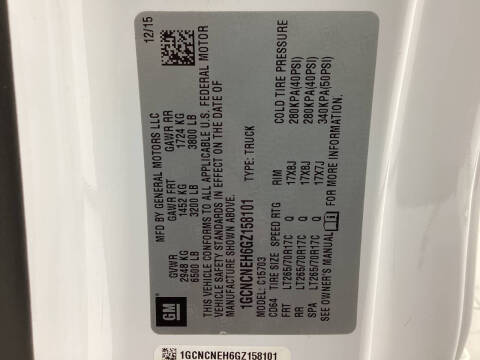 MFD BY GENERAL MOTORS LLC 12/15
GVWR GAWR FRT GAWR RR
2948 KG 1452 KG 1724 KG
6500 LB 3200 LB 3800 LB
THIS VEHICLE CONFORMS TO ALL APPLICABLE U.S. FEDERAL MOTOR
VEHICLE SAFETY STANDARDS IN EFFECT ON THE DATE OF
MANUFACTURE SHOWN ABOVE.
1GCNCNEH6GZ158101 TYPE: TRUCK
MODEL: C15703
CD64 TIRE SIZE SPEED RTG RIM COLD TIRE PRESSURE
FRT LT265/70R17C Q 17X8J 280KPA(40PSI)
RR LT265/70R17C Q 17X8J 280KPA(40PSI)
SPA LT265/70R17C Q 17X7J 340KPA(50PSI)
SEE OWNER'S MANUAL FOR MORE INFORMATION.
GM
1GCNCNEH6GZ158101